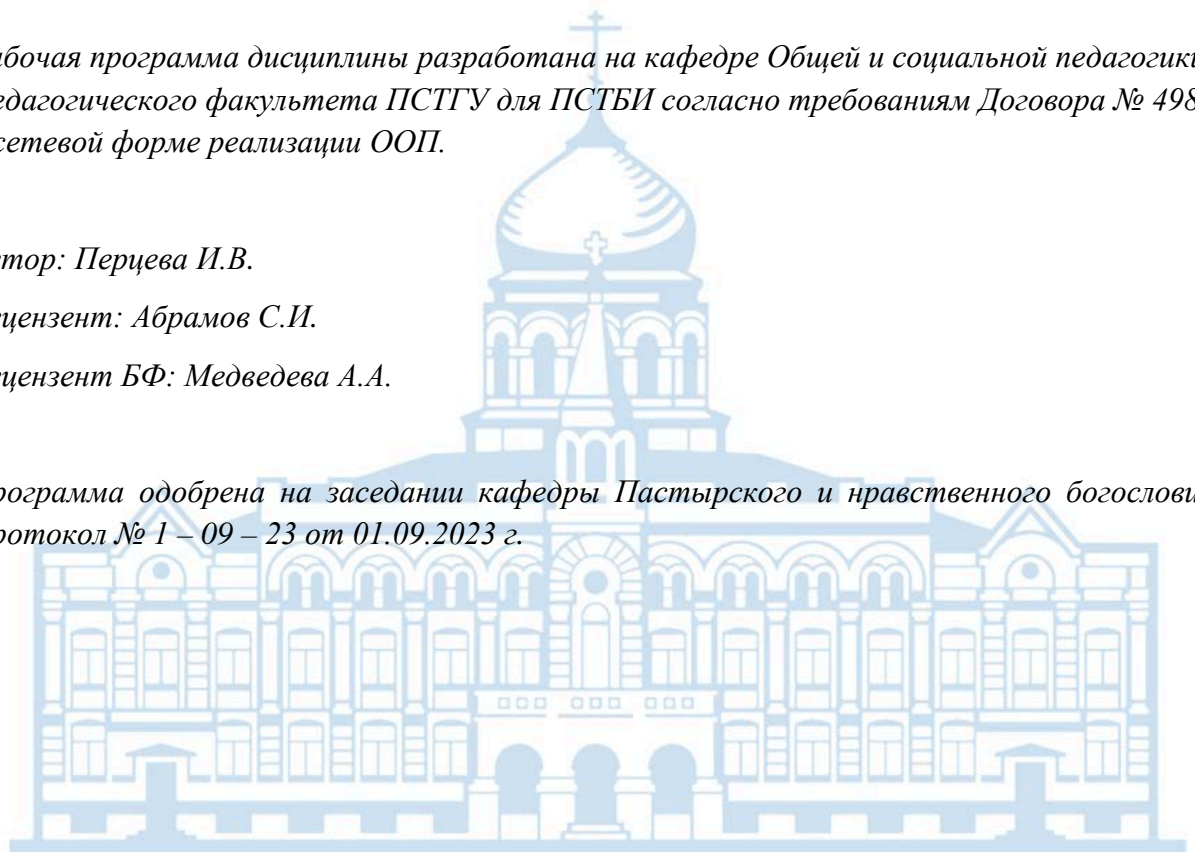 абочая программа дисциплины разработана на кафедре Общей и социальной педагогики
едагогического факультета ПСТГУ для ПСТБИ согласно требованиям Договора № 498
сетевой форме реализации ООП.
тор: Перцева И.В.
цензент: Абрамов С.И.
цензент БФ: Медведева А.А.
рограмма одобрена на заседании кафедры Пастырского и нравственного богослови
ротокол № 1 – 09 – 23 от 01.09.2023 г.